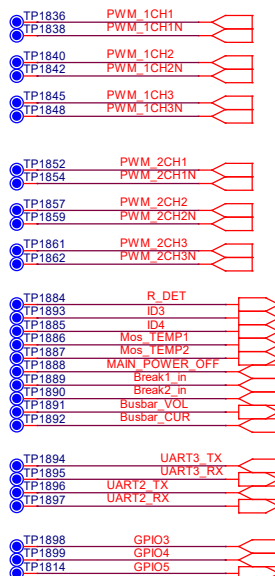 TP1836 PWM_1CH1
TP1838 PWM_1CH1N
TP1840 PWM_1CH2
TP1842 PWM_1CH2N
TP1845 PWM_1CH3
TP1848 PWM_1CH3N
TP1852 PWM_2CH1
TP1854 PWM_2CH1N
TP1857 PWM_2CH2
TP1859 PWM_2CH2N
TP1861 PWM_2CH3
TP1862 PWM_2CH3N
TP1884 R_DET
TP1893 ID3
TP1885 ID4
TP1886 Mos_TEMP1
TP1887 Mos_TEMP2
TP1888 MAIN_POWER_OFF
TP1889 Break1_in
TP1890 Break2_in
TP1891 Busbar_VOL
TP1892 Busbar_CUR
TP1894 UART3_TX
TP1895 UART3_RX
TP1896 UART2_TX
TP1897 UART2_RX
TP1898 GPIO3
TP1899 GPIO4
TP1814 GPIO5